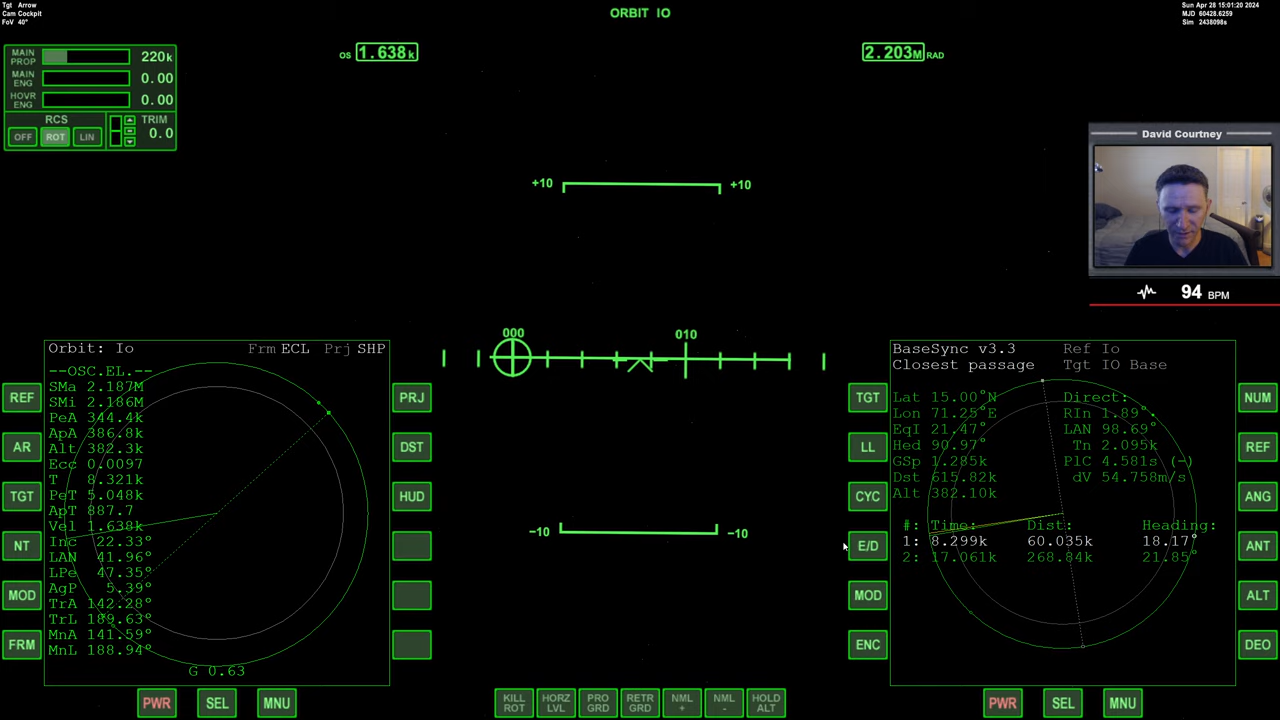 Tgt Arrow
Cam Cockpit
FoV 40°
ORBIT IO
Sun Apr 28 15:01:20 2024
MJD 60428.6259
Sim 2438098s
MAIN PROP 220k
MAIN ENG 0.00
HOVR ENG 0.00
RCS TRIM
OFF ROT LIN 0.0
OS 1.638k
2.203M RAD
+10 +10
000 010
-10 -10
David Courtney
94 BPM
Orbit: Io Frm ECL Prj SHP
--OSC.EL.--
SMa 2.187M
SMi 2.186M
PeA 344.4k
ApA 386.8k
Alt 382.3k
Ecc 0.0097
T 8.321k
PeT 5.048k
ApT 887.7
Vel 1.638k
Inc 22.33°
LAN 41.96°
LPe 47.35°
AgP 5.39°
TrA 142.28°
TrL 189.63°
MnA 141.59°
MnL 188.94°
G 0.63
REF
AR
TGT
NT
MOD
FRM
PRJ
DST
HUD
PWR SEL MNU
KILL ROT
HORZ LVL
PRO GRD
RETR GRD
NML +
NML -
HOLD ALT
BaseSync v3.3 Ref Io
Closest passage Tgt IO Base
Lat 15.00°N Direct:
Lon 71.25°E RIn 1.89°
EqI 21.47° LAN 98.69°
Hed 90.97° Tn 2.095k
GSp 1.285k PlC 4.581s (-)
Dst 615.82k dV 54.758m/s
Alt 382.10k
#: Time: Dist: Heading:
1: 8.299k 60.035k 18.17°
2: 17.061k 268.84k 21.85°
TGT
LL
CYC
E/D
MOD
ENC
NUM
REF
ANG
ANT
ALT
DEO
PWR SEL MNU